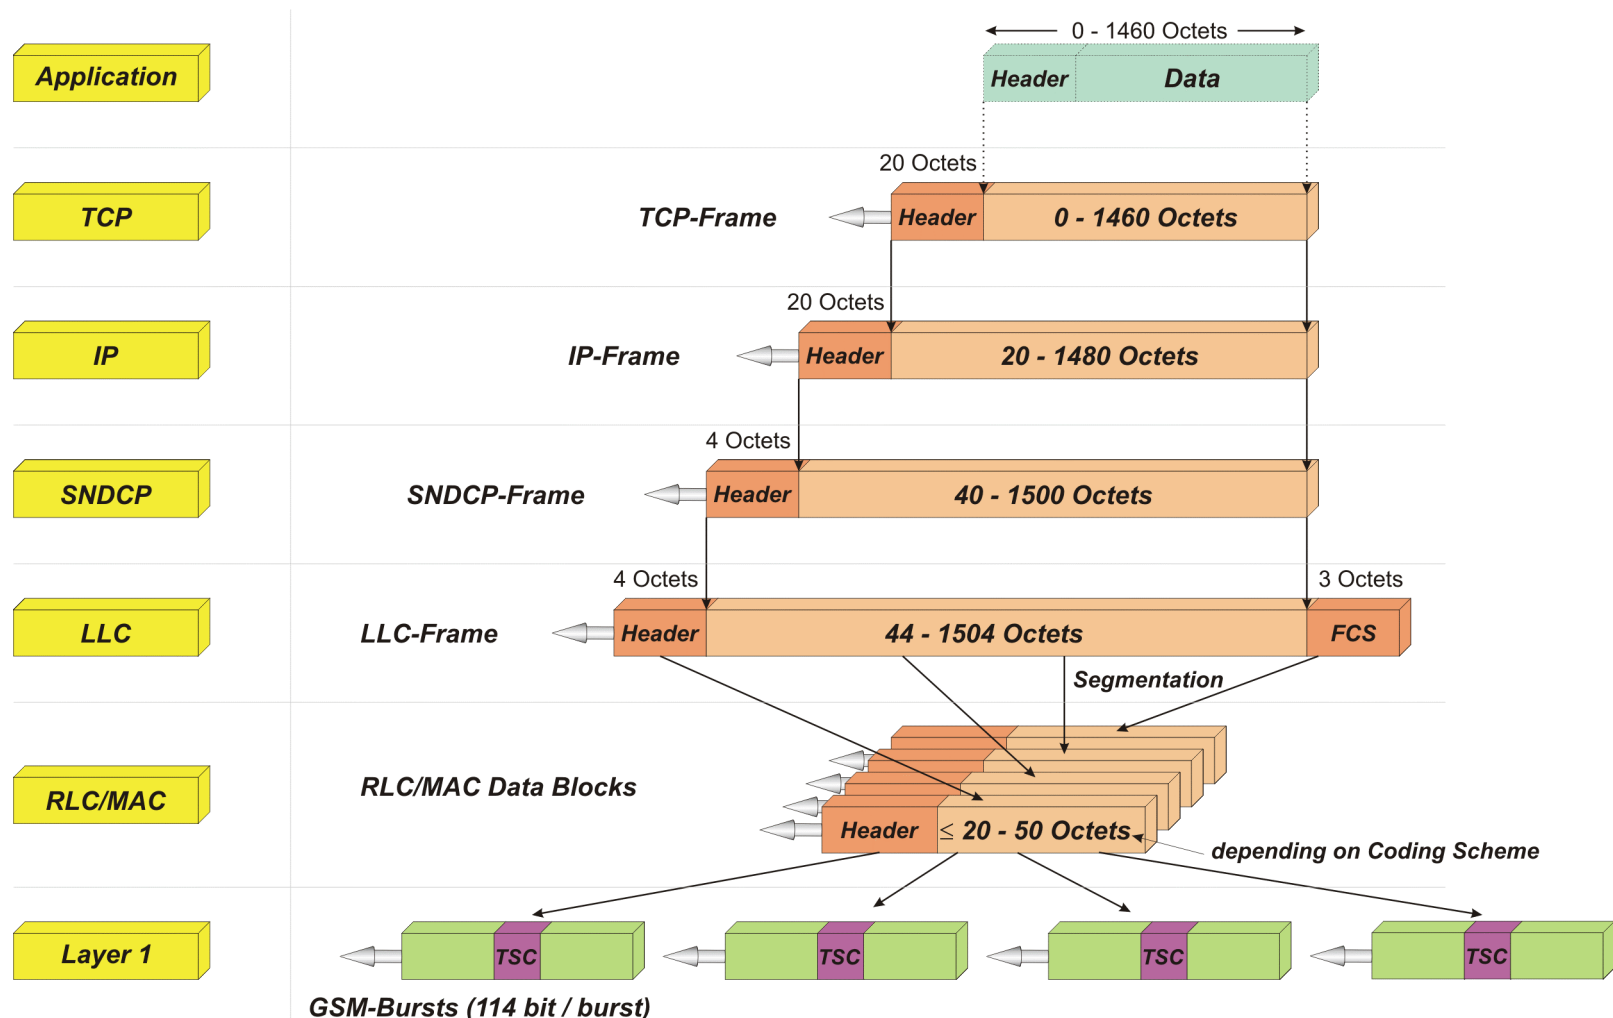 0 - 1460 Octets
Application
Header
Data
20 Octets
TCP
TCP-Frame
Header
0 - 1460 Octets
20 Octets
IP
IP-Frame
Header
20 - 1480 Octets
4 Octets
SNDCP
SNDCP-Frame
Header
40 - 1500 Octets
4 Octets
3 Octets
LLC
LLC-Frame
Header
44 - 1504 Octets
FCS
Segmentation
RLC/MAC
RLC/MAC Data Blocks
Header
≤ 20 - 50 Octets
depending on Coding Scheme
Layer 1
TSC
TSC
TSC
TSC
GSM-Bursts (114 bit / burst)